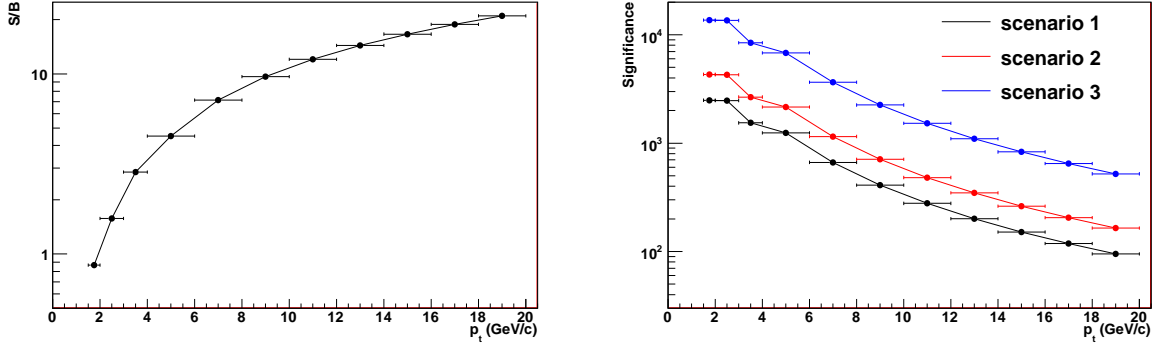 S/B
10
1
0 2 4 6 8 10 12 14 16 18 20
p_t (GeV/c)
Significance
10^4
10^3
10^2
scenario 1
scenario 2
scenario 3
0 2 4 6 8 10 12 14 16 18 20
p_t (GeV/c)